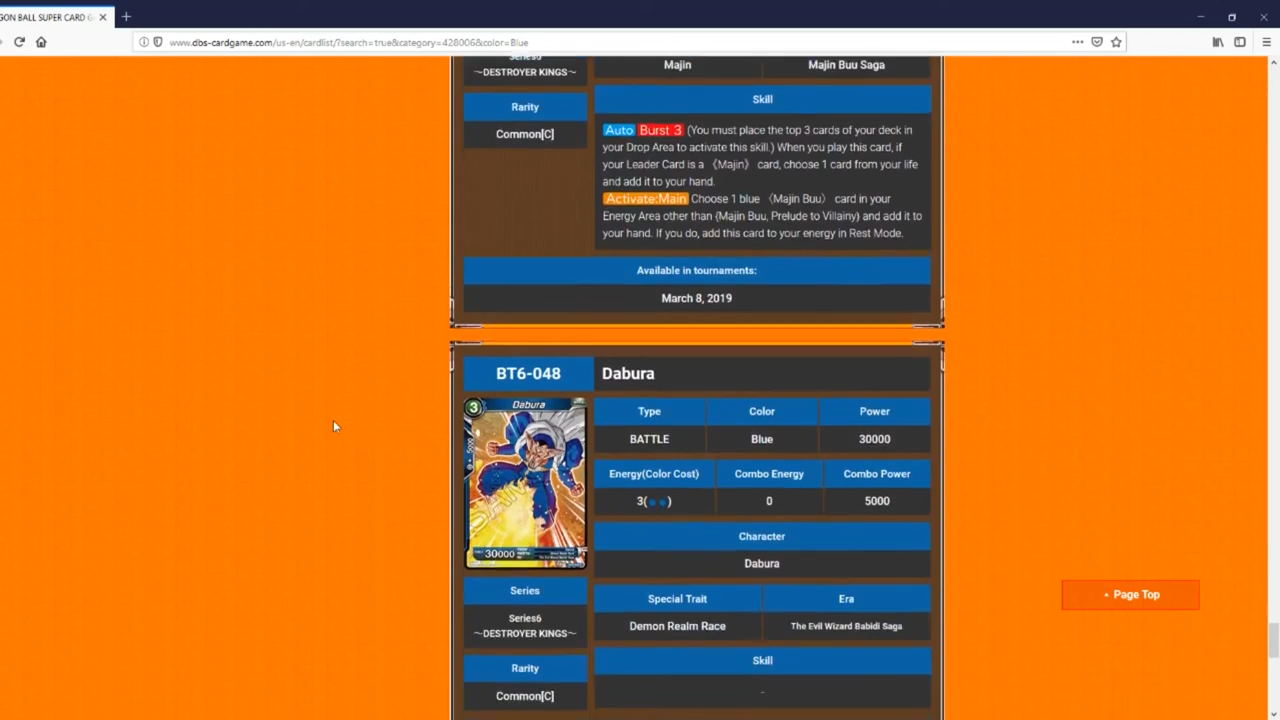 GON BALL SUPER CARD G
www.dbs-cardgame.com/us-en/cardlist/?search=true&category=428006&color=Blue
Series6
～DESTROYER KINGS～
Majin
Majin Buu Saga
Rarity
Common[C]
Skill
Auto Burst 3 (You must place the top 3 cards of your deck in
your Drop Area to activate this skill.) When you play this card, if
your Leader Card is a 《Majin》 card, choose 1 card from your life
and add it to your hand.
Activate:Main Choose 1 blue 〈Majin Buu〉 card in your
Energy Area other than {Majin Buu, Prelude to Villainy} and add it to
your hand. If you do, add this card to your energy in Rest Mode.
Available in tournaments:
March 8, 2019
BT6-048
Dabura
3
Dabura
5000
30000
Type
Color
Power
BATTLE
Blue
30000
Energy(Color Cost)
Combo Energy
Combo Power
3(●●)
0
5000
Character
Dabura
Series
Series6
～DESTROYER KINGS～
Special Trait
Era
Demon Realm Race
The Evil Wizard Babidi Saga
Rarity
Common[C]
Skill
-
Page Top